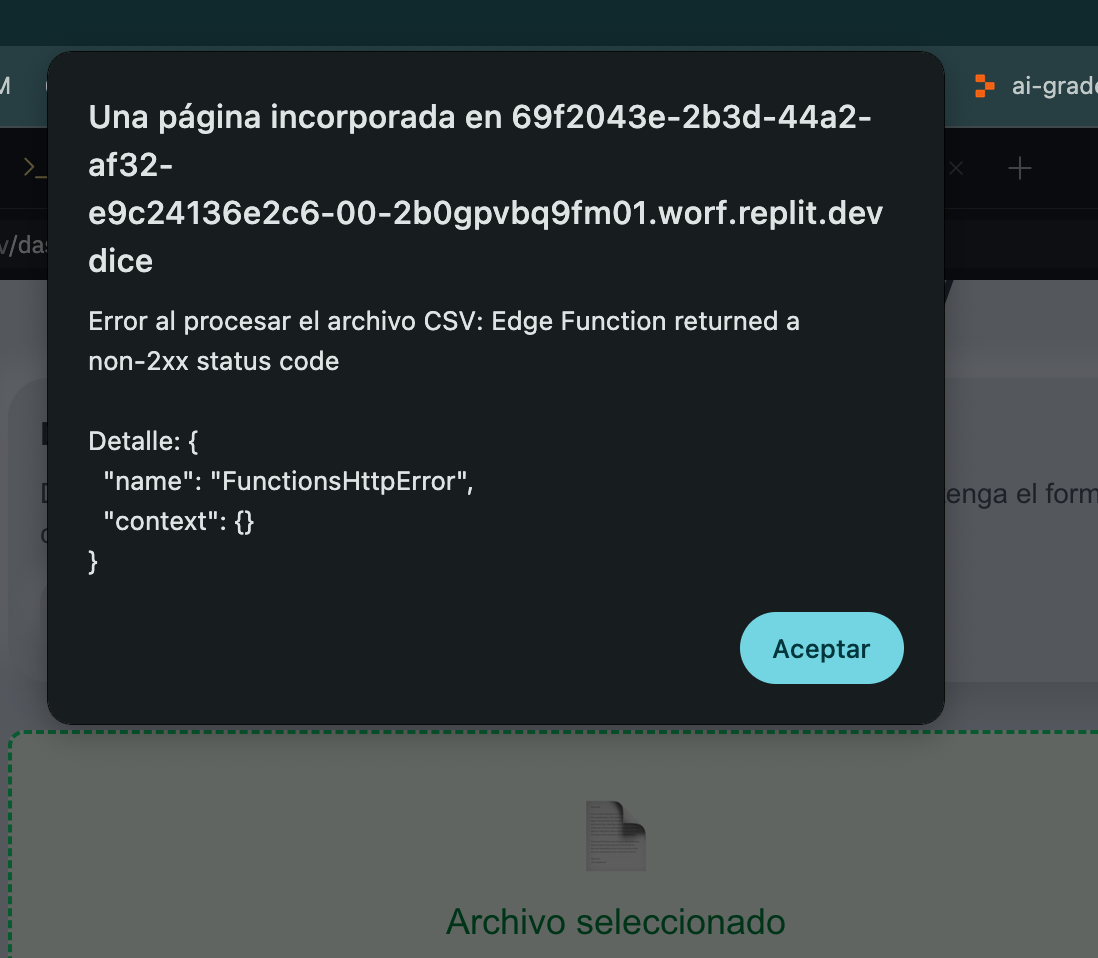 M
ai-grade
Una página incorporada en 69f2043e-2b3d-44a2-
af32-
e9c24136e2c6-00-2b0gpvbq9fm01.worf.replit.dev
dice
v/das
Error al procesar el archivo CSV: Edge Function returned a
non-2xx status code
Detalle: {
"name": "FunctionsHttpError",
enga el form
"context": {}
}
Aceptar
Archivo seleccionado